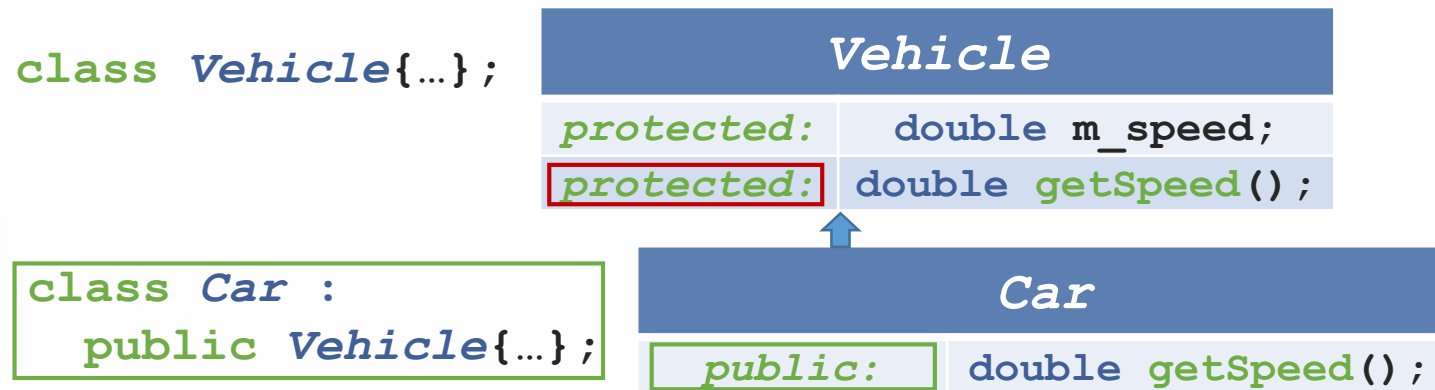 class Vehicle{…};
Vehicle
protected: double m_speed;
protected: double getSpeed();
class Car :
public Vehicle{…};
Car
public: double getSpeed();